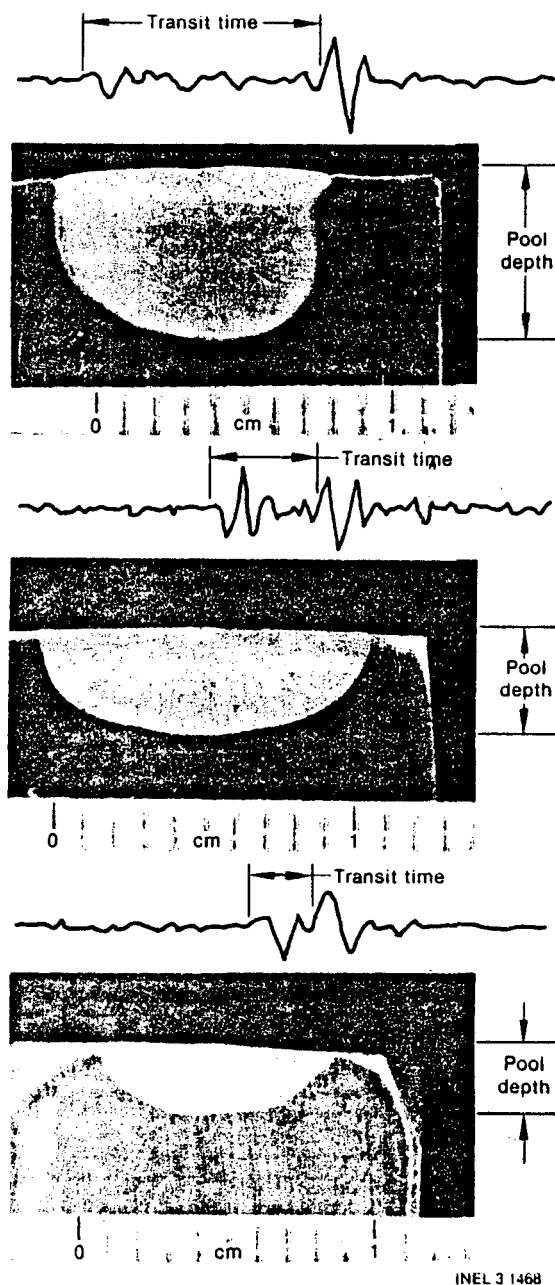 Transit time
Pool
depth
0 cm 1
Transit time
Pool
depth
0 cm 1
Transit time
Pool
depth
0 cm 1
INEL 3 1468